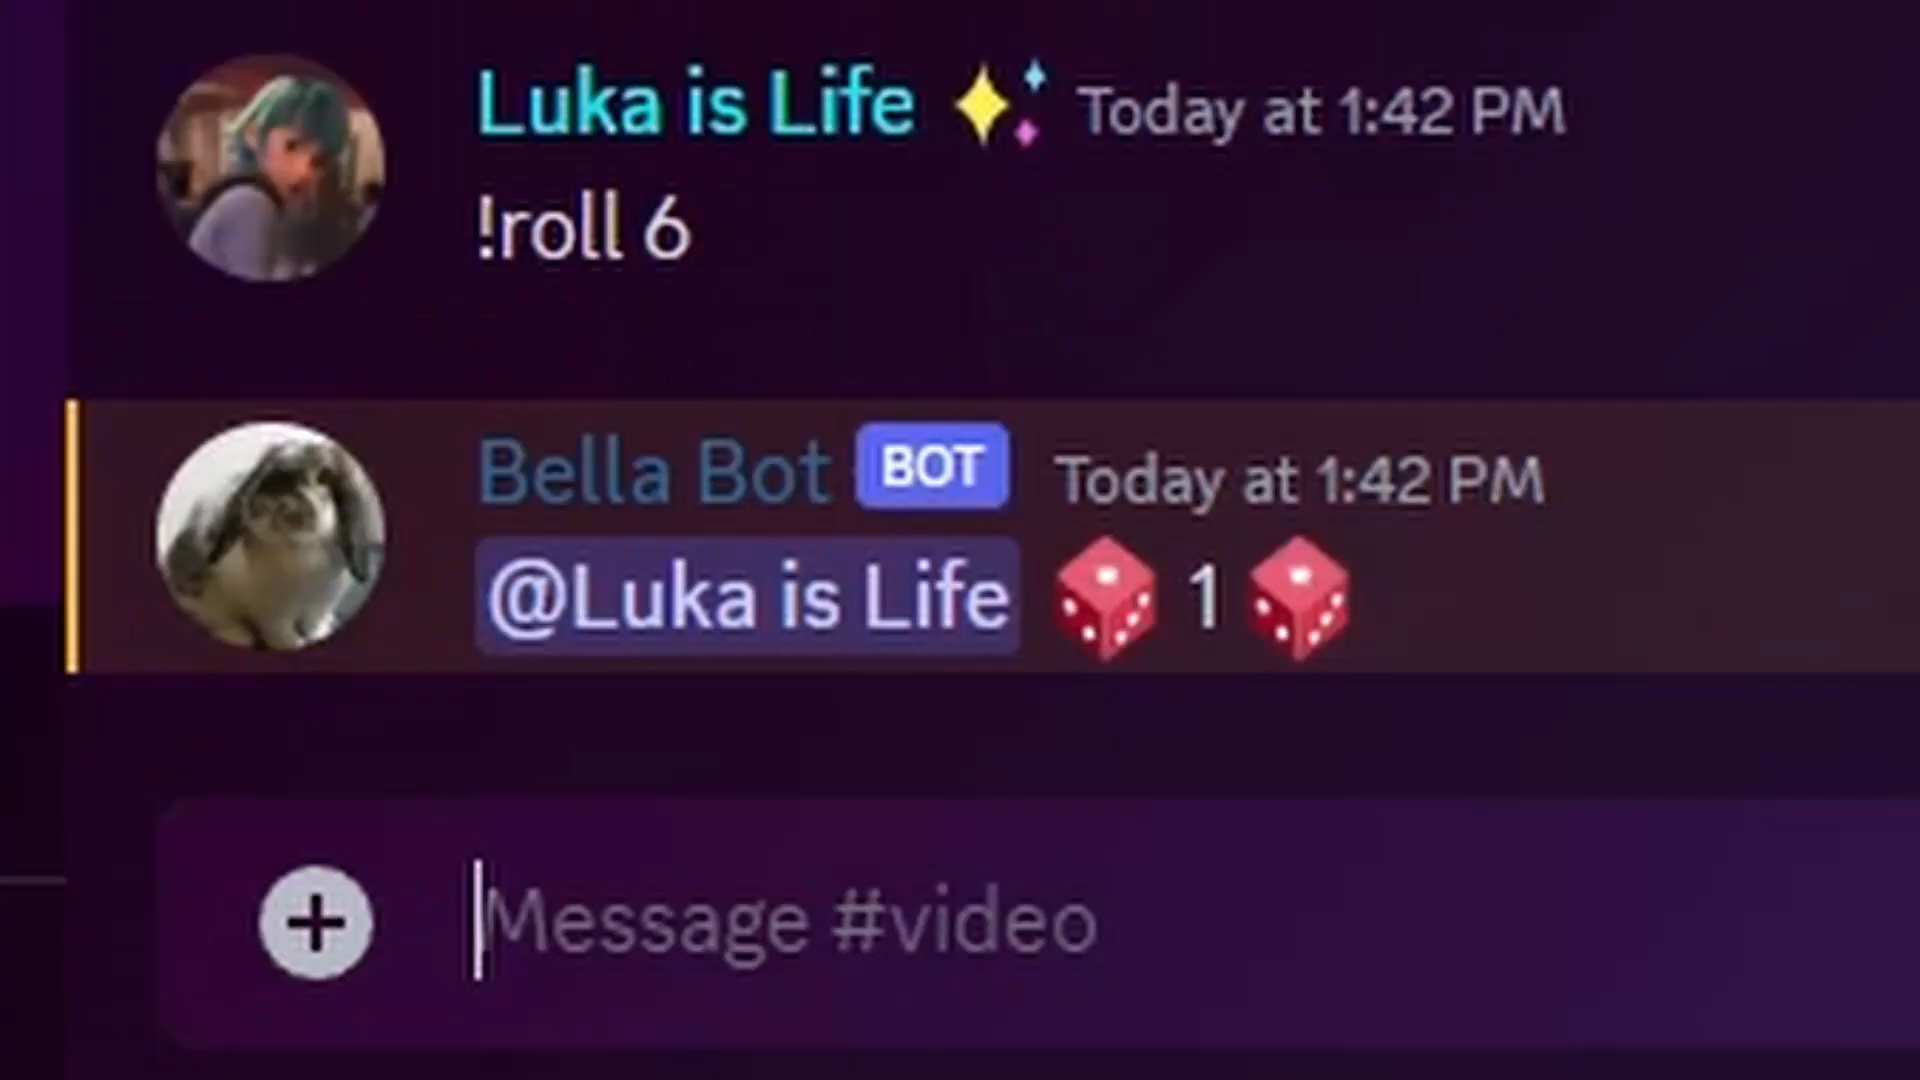 Luka is Life ✨ Today at 1:42 PM
!roll 6
Bella Bot BOT Today at 1:42 PM
@Luka is Life 🎲 1 🎲
Message #video